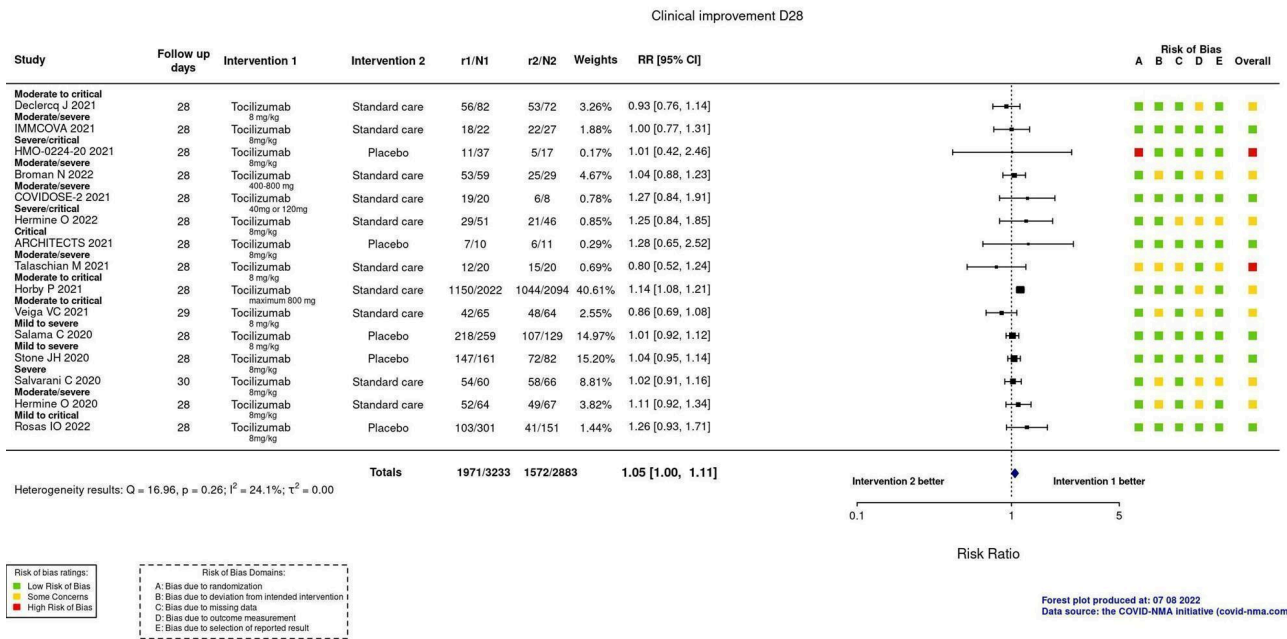 Clinical improvement D28
Study Follow up days Intervention 1 Intervention 2 r1/N1 r2/N2 Weights RR [95% CI] Risk of Bias A B C D E Overall
Moderate to critical
Declercq J 2021 28 Tocilizumab Standard care 56/82 53/72 3.26% 0.93 [0.76, 1.14]
Moderate/severe 8 mg/kg
IMMCOVA 2021 28 Tocilizumab Standard care 18/22 22/27 1.88% 1.00 [0.77, 1.31]
Severe/critical 8mg/kg
HMO-0224-20 2021 28 Tocilizumab Placebo 11/37 5/17 0.17% 1.01 [0.42, 2.46]
Moderate/severe 8mg/kg
Broman N 2022 28 Tocilizumab Standard care 53/59 25/29 4.67% 1.04 [0.88, 1.23]
Moderate/severe 400-800 mg
COVIDOSE-2 2021 28 Tocilizumab Standard care 19/20 6/8 0.78% 1.27 [0.84, 1.91]
Severe/critical 40mg or 120mg
Hermine O 2022 28 Tocilizumab Standard care 29/51 21/46 0.85% 1.25 [0.84, 1.85]
Critical 8mg/kg
ARCHITECTS 2021 28 Tocilizumab Placebo 7/10 6/11 0.29% 1.28 [0.65, 2.52]
Moderate/severe 8mg/kg
Talaschian M 2021 28 Tocilizumab Standard care 12/20 15/20 0.69% 0.80 [0.52, 1.24]
Moderate to critical 8 mg/kg
Horby P 2021 28 Tocilizumab Standard care 1150/2022 1044/2094 40.61% 1.14 [1.08, 1.21]
Moderate to critical maximum 800 mg
Veiga VC 2021 29 Tocilizumab Standard care 42/65 48/64 2.55% 0.86 [0.69, 1.08]
Mild to severe 8 mg/kg
Salama C 2020 28 Tocilizumab Placebo 218/259 107/129 14.97% 1.01 [0.92, 1.12]
Mild to severe 8 mg/kg
Stone JH 2020 28 Tocilizumab Placebo 147/161 72/82 15.20% 1.04 [0.95, 1.14]
Severe 8mg/kg
Salvarani C 2020 30 Tocilizumab Standard care 54/60 58/66 8.81% 1.02 [0.91, 1.16]
Moderate/severe 8mg/kg
Hermine O 2020 28 Tocilizumab Standard care 52/64 49/67 3.82% 1.11 [0.92, 1.34]
Mild to critical 8mg/kg
Rosas IO 2022 28 Tocilizumab Placebo 103/301 41/151 1.44% 1.26 [0.93, 1.71]
8mg/kg
Totals 1971/3233 1572/2883 1.05 [1.00, 1.11]
Heterogeneity results: Q = 16.96, p = 0.26; I² = 24.1%; τ² = 0.00
Intervention 2 better Intervention 1 better
0.1 1 5
Risk Ratio
Risk of bias ratings:
Low Risk of Bias
Some Concerns
High Risk of Bias
Risk of Bias Domains:
A: Bias due to randomization
B: Bias due to deviation from intended intervention
C: Bias due to missing data
D: Bias due to outcome measurement
E: Bias due to selection of reported result
Forest plot produced at: 07 08 2022
Data source: the COVID-NMA initiative (covid-nma.com